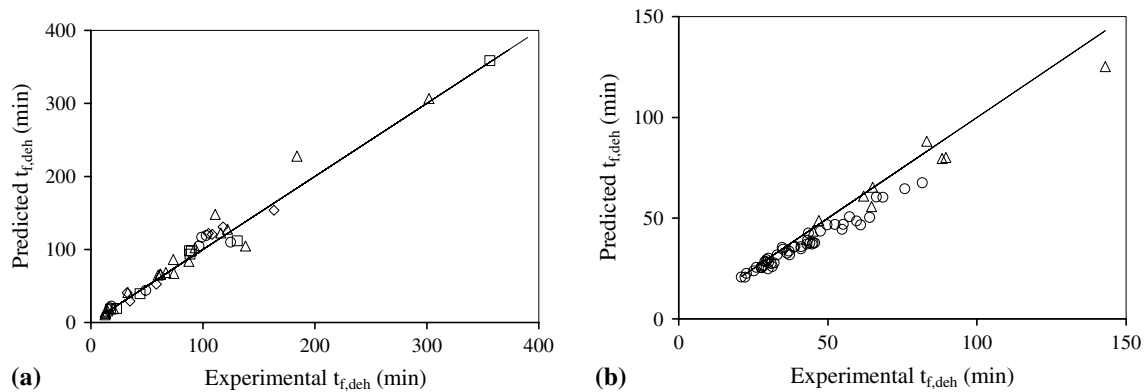 400
300
200
100
0
Predicted t_f,deh (min)
0 100 200 300 400
(a) Experimental t_f,deh (min)
150
100
50
0
Predicted t_f,deh (min)
0 50 100 150
(b) Experimental t_f,deh (min)